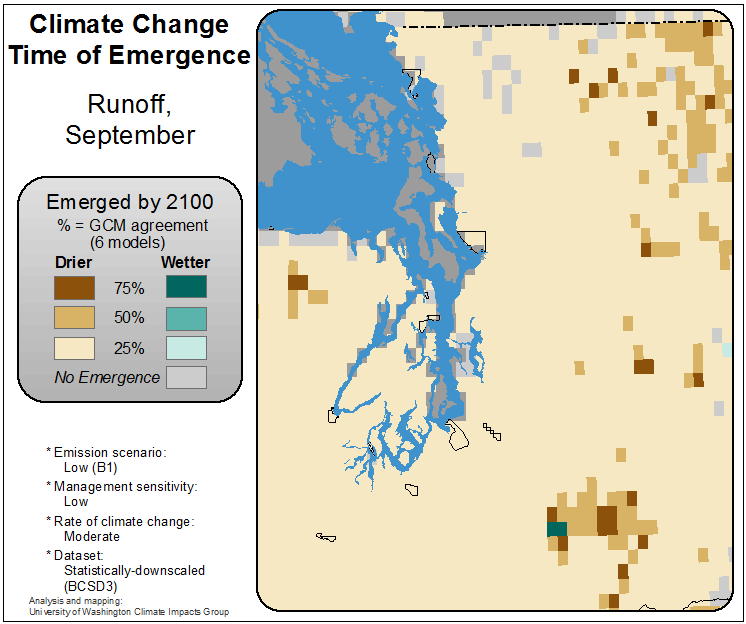 Climate Change
Time of Emergence
Runoff,
September
Emerged by 2100
% = GCM agreement
(6 models)
Drier Wetter
75%
50%
25%
No Emergence
* Emission scenario:
Low (B1)
* Management sensitivity:
Low
* Rate of climate change:
Moderate
* Dataset:
Statistically-downscaled
(BCSD3)
Analysis and mapping:
University of Washington Climate Impacts Group